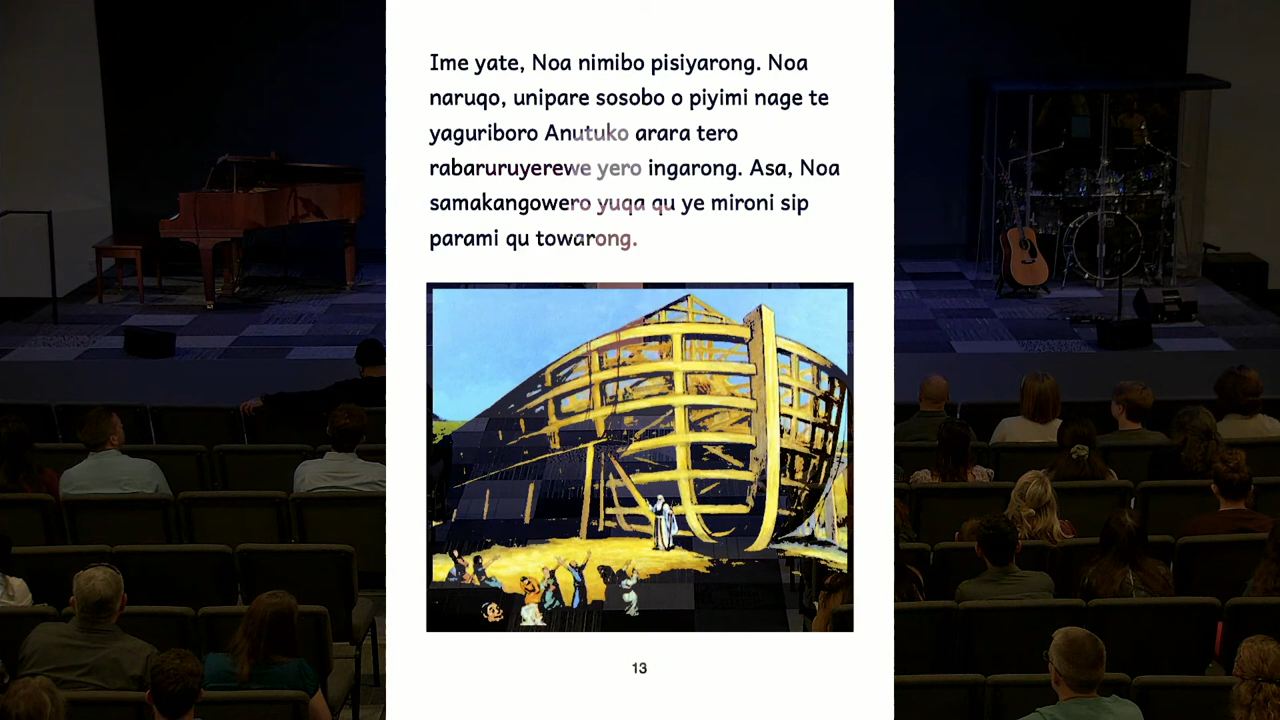 Ime yate, Noa nimibo pisiyarong. Noa
naruqo, unipare sosobo o piyimi nage te
yaguriboro Anutuko arara tero
rabaruruyerewe yero ingarong. Asa, Noa
samakangowero yuqa qu ye mironi sip
parami qu towarong.
13